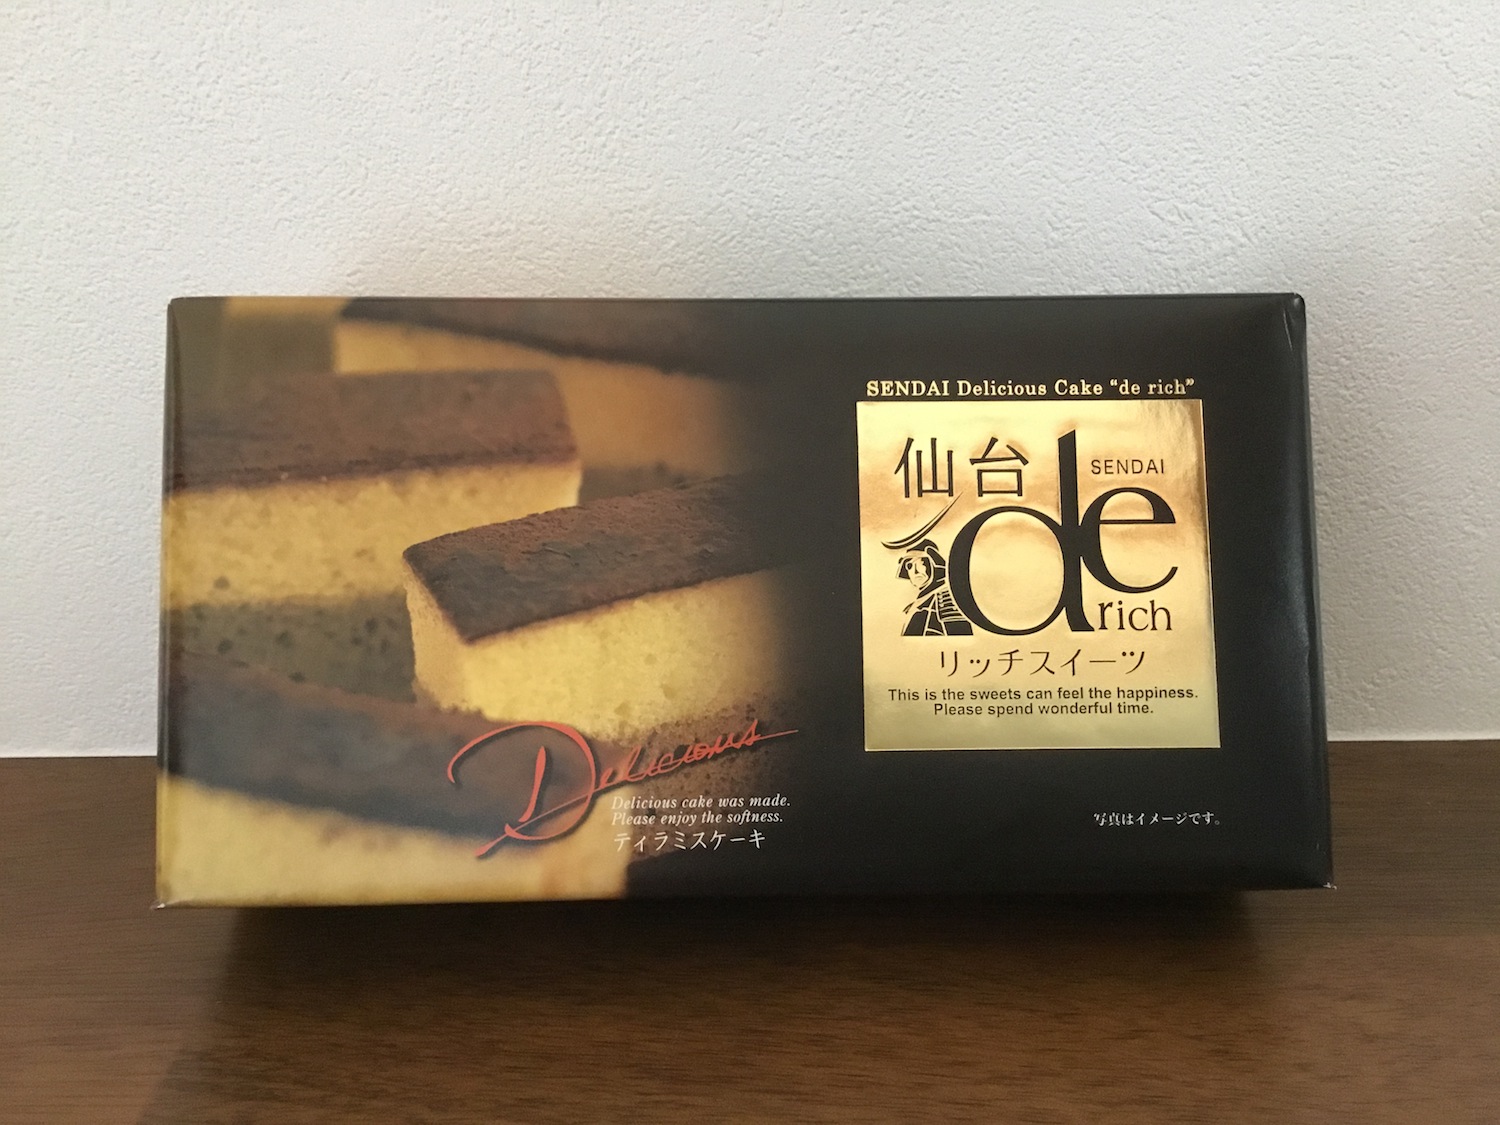 SENDAI Delicious Cake “de rich”
仙台
SENDAI
de
rich
リッチスイーツ
This is the sweets can feel the happiness.
Please spend wonderful time.
Delicious
Delicious cake was made.
Please enjoy the softness.
ティラミスケーキ
写真はイメージです。